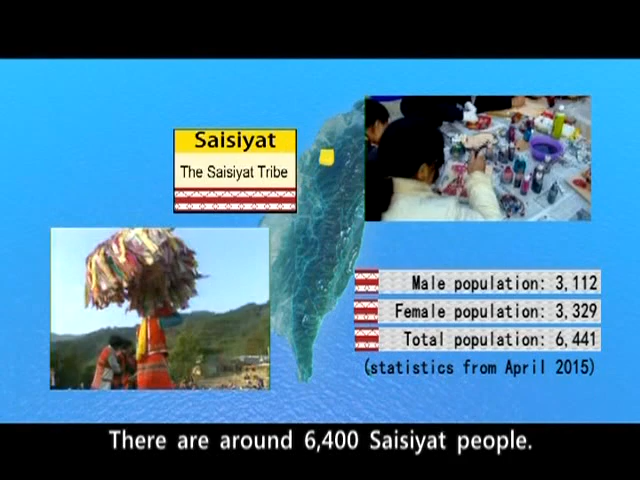 Saisiyat
The Saisiyat Tribe
Male population: 3,112
Female population: 3,329
Total population: 6,441
(statistics from April 2015)
There are around 6,400 Saisiyat people.